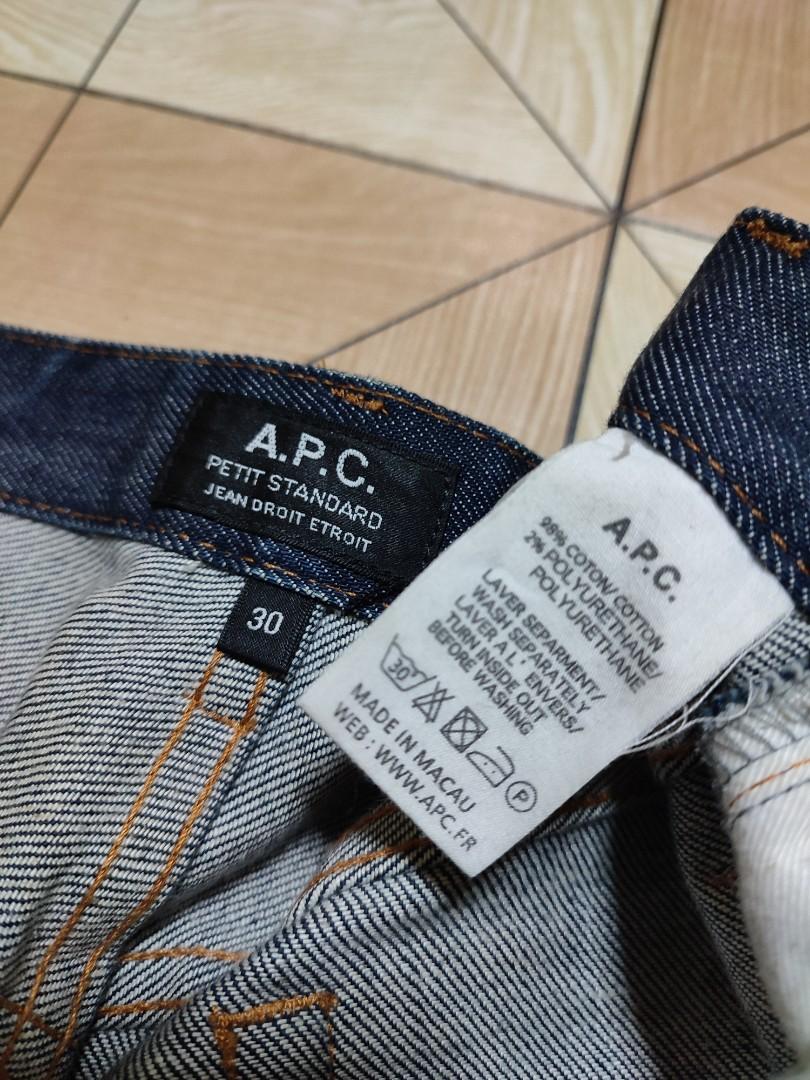 A.P.C.
PETIT STANDARD
JEAN DROIT ETROIT
30
A.P.C.
98% COTON/COTTON
2% POLYURETHANE/
POLYURETHANE
LAVER SEPARMENT/
WASH SEPARATELY
LAVER A L' ENVERS/
TURN INSIDE OUT
BEFORE WASHING
30
P
MADE IN MACAU
WEB : WWW.APC.FR